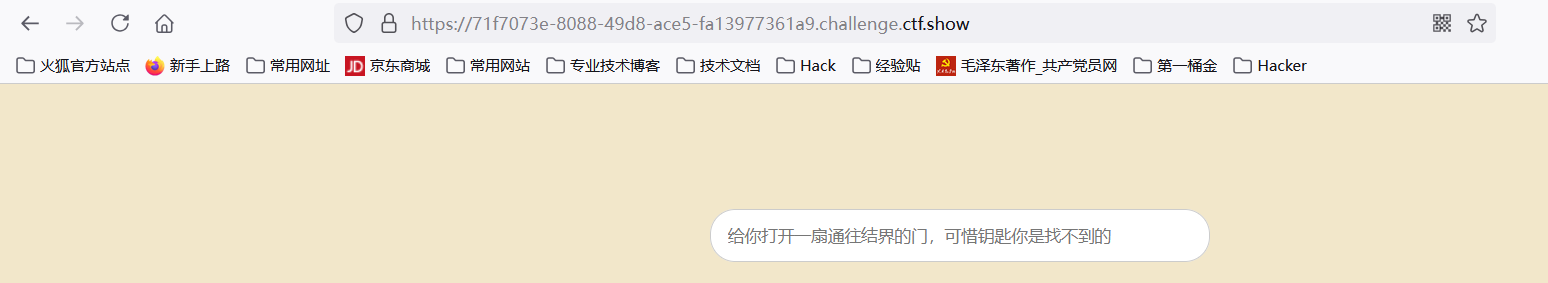 https://71f7073e-8088-49d8-ace5-fa13977361a9.challenge.ctf.show
火狐官方站点 新手上路 常用网址 JD 京东商城 常用网站 专业技术博客 技术文档 Hack 经验贴 毛泽东著作_共产党员网 第一桶金 Hacker
给你打开一扇通往结界的门，可惜钥匙你是找不到的